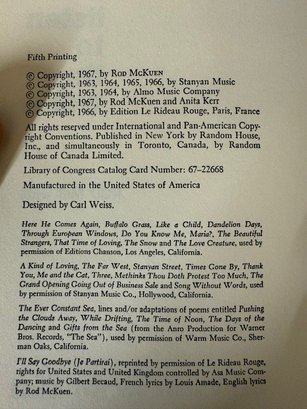 Fifth Printing
© Copyright, 1967, by ROD MCKUEN
© Copyright, 1963, 1964, 1965, 1966, by Stanyan Music
© Copyright, 1963, 1964, by Almo Music Company
© Copyright, 1967, by Rod McKuen and Anita Kerr
© Copyright, 1966, by Edition Le Rideau Rouge, Paris, France
All rights reserved under International and Pan-American Copy-
right Conventions. Published in New York by Random House,
Inc., and simultaneously in Toronto, Canada, by Random
House of Canada Limited.
Library of Congress Catalog Card Number: 67-22668
Manufactured in the United States of America
Designed by Carl Weiss.
Here He Comes Again, Buffalo Grass, Like a Child, Dandelion Days,
Through European Windows, Do You Know Me, Maria?, The Beautiful
Strangers, That Time of Loving, The Snow and The Love Creature, used by
permission of Editions Chanson, Los Angeles, California.
A Kind of Loving, The Far West, Stanyan Street, Times Gone By, Thank
You, Me and the Cat, Three, Methinks Thou Doth Protest Too Much, The
Grand Opening Going Out of Business Sale and Song Without Words, used by
permission of Stanyan Music Co., Hollywood, California.
The Ever Constant Sea, lines and/or adaptations of poems entitled Pushing
the Clouds Away, While Drifting, The Time of Noon, The Days of the
Dancing and Gifts from the Sea (from the Anro Production for Warner
Bros. Records, "The Sea"), used by permission of Warm Music Co., Sher-
man Oaks, California.
I'll Say Goodbye (Je Partirai), reprinted by permission of Le Rideau Rouge,
rights for United States and United Kingdom controlled by Asa Music Com-
pany; music by Gilbert Becaud, French lyrics by Louis Amade, English lyrics
by Rod McKuen.